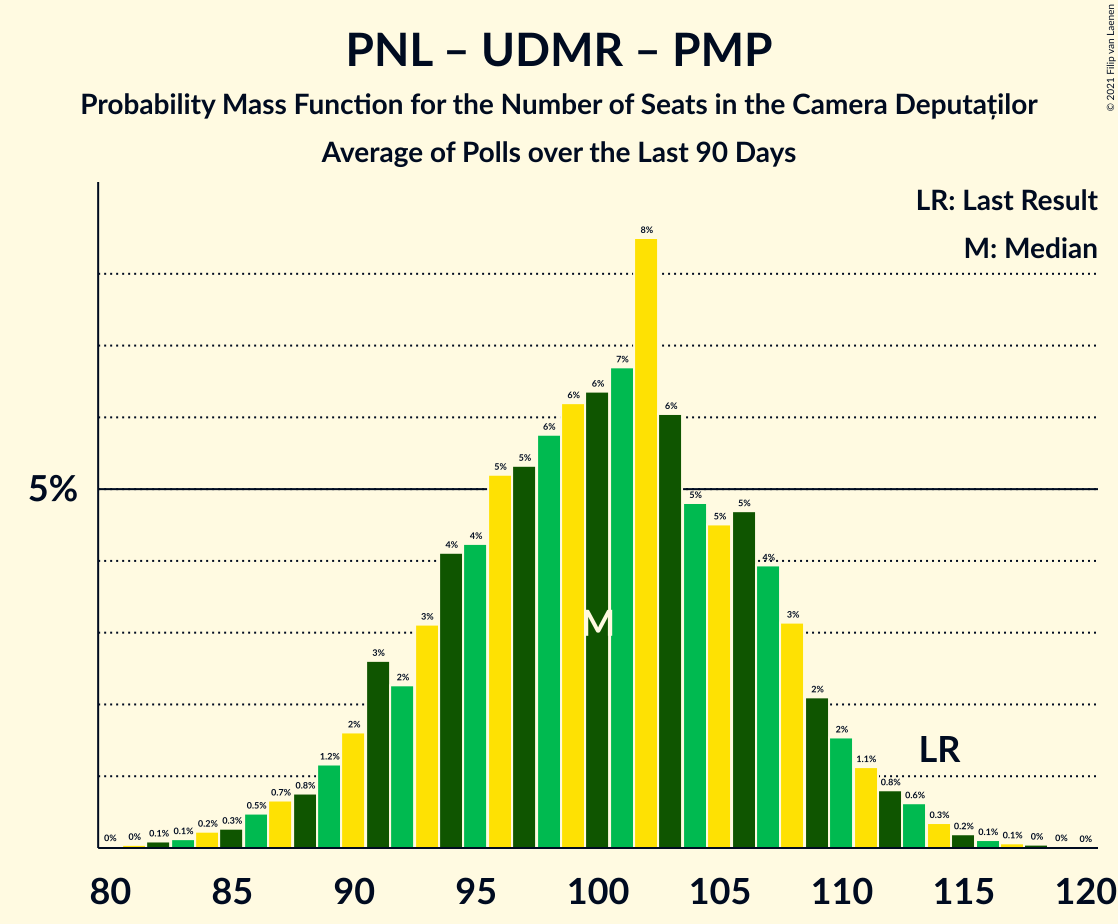 PNL – UDMR – PMP
Probability Mass Function for the Number of Seats in the Camera Deputaților
Average of Polls over the Last 90 Days
© 2021 Filip van Laenen
LR: Last Result
M: Median
5%
0% 0% 0.1% 0.1% 0.2% 0.3% 0.5% 0.7% 0.8% 1.2% 2% 3% 2% 3% 4% 4% 5% 5% 6% 6% 6% 7% 8% 6% 5% 5% 5% 4% 3% 2% 2% 1.1% 0.8% 0.6% 0.3% 0.2% 0.1% 0.1% 0% 0% 0%
M
LR
80 85 90 95 100 105 110 115 120